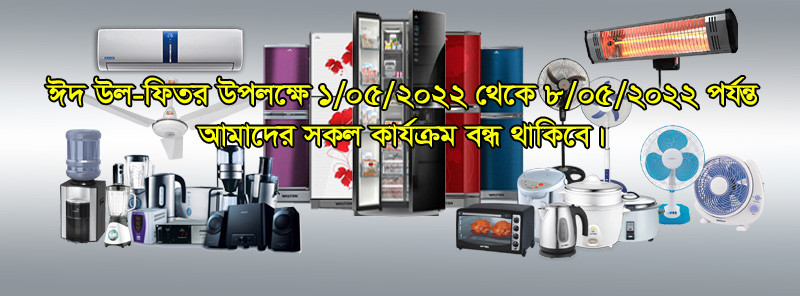 ঈদ উল-ফিতর উপলক্ষে ১/০৫/২০২২ থেকে ৮/০৫/২০২২ পর্যন্ত
আমাদের সকল কার্যক্রম বন্ধ থাকিবে।